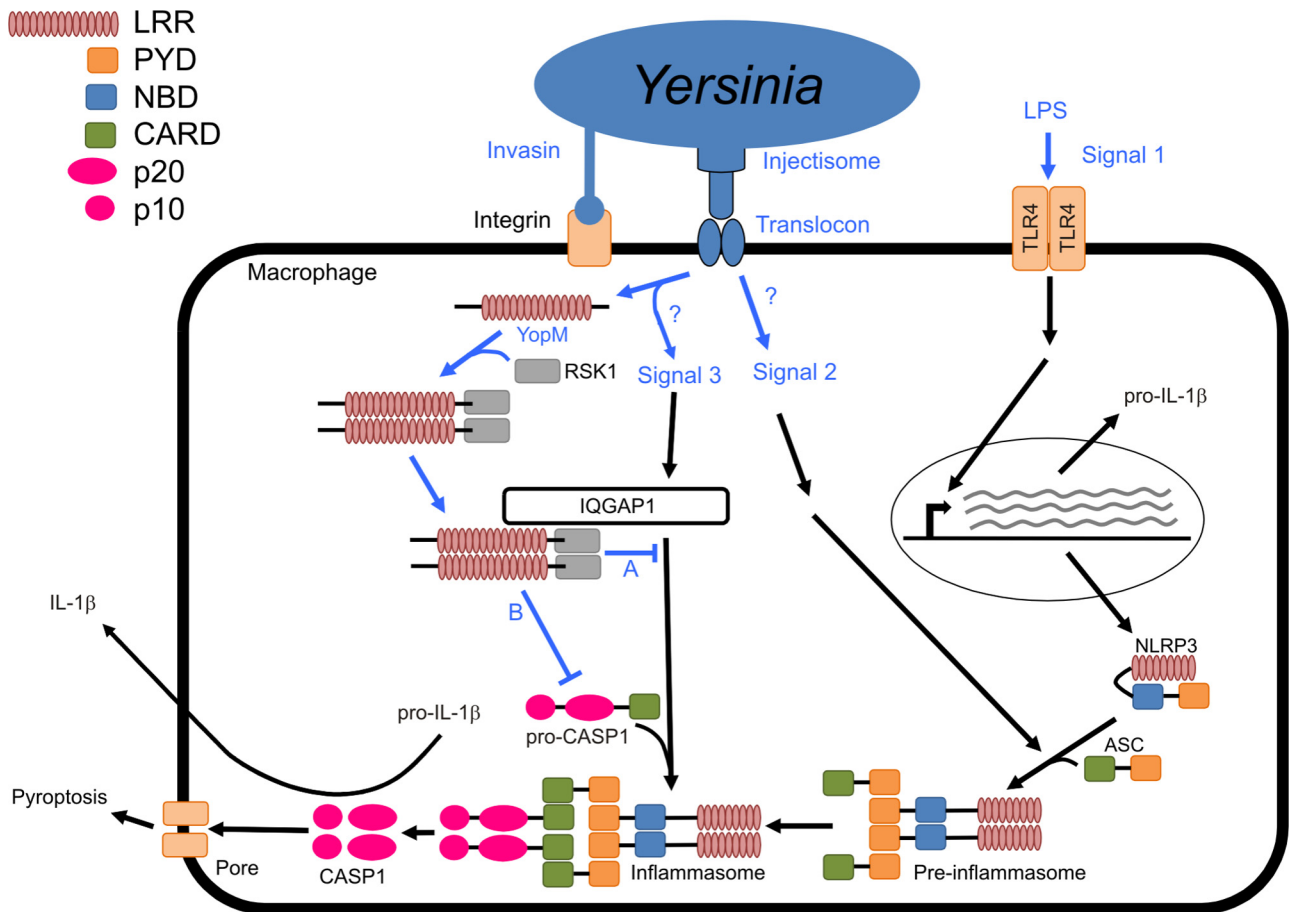 LRR
PYD
NBD
CARD
p20
p10
Yersinia
LPS
Signal 1
Invasin
Injectisome
Integrin
Translocon
TLR4
TLR4
Macrophage
?
?
YopM
RSK1
Signal 3
Signal 2
pro-IL-1β
IQGAP1
A
B
IL-1β
NLRP3
pro-IL-1β
pro-CASP1
ASC
Pyroptosis
Pore
CASP1
Inflammasome
Pre-inflammasome